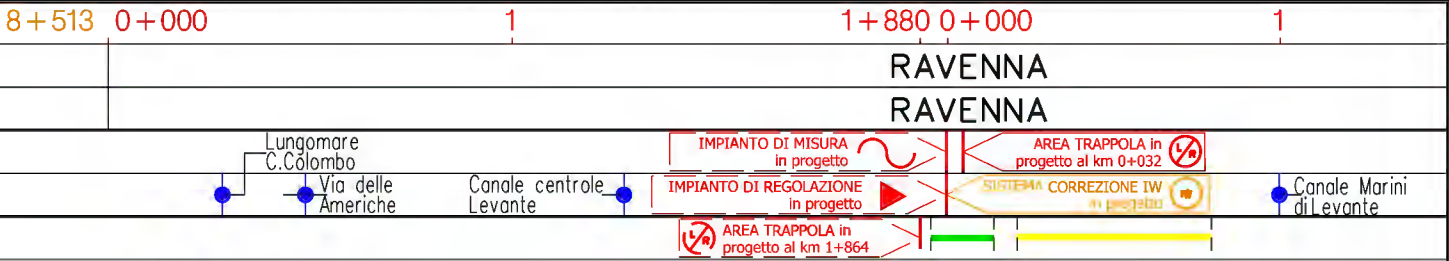 8+513 0+000 1 1+880 0+000 1
RAVENNA
RAVENNA
Lungomare
C.Colombo
IMPIANTO DI MISURA
in progetto
AREA TRAPPOLA in
progetto al km 0+032
L/R
Via delle
Americhe
Canale centrale
Levante
IMPIANTO DI REGOLAZIONE
in progetto
SISTEMA CORREZIONE IW
in progetto
Canale Marini
di Levante
L/R
AREA TRAPPOLA in
progetto al km 1+864